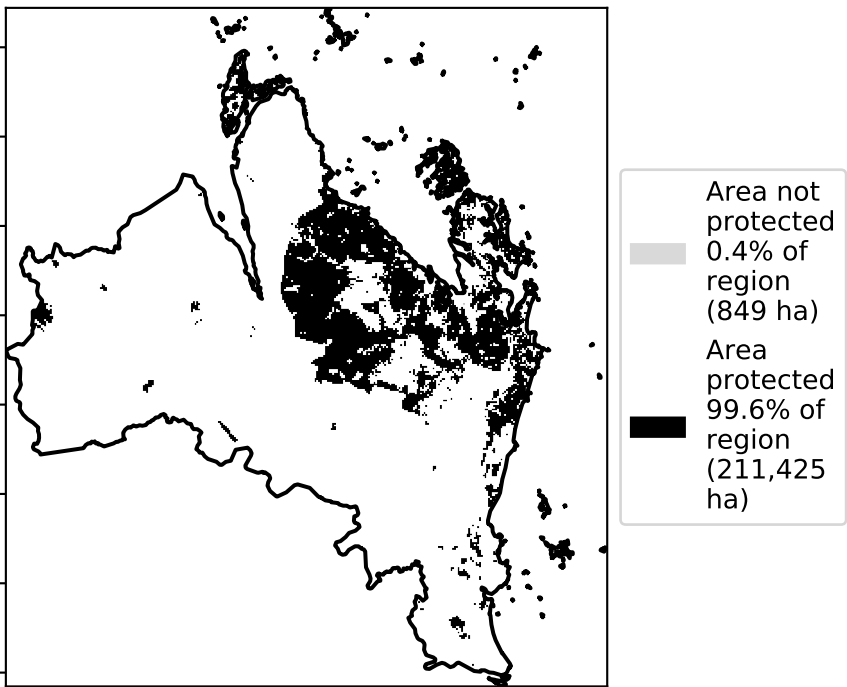 Area not
protected
0.4% of
region
(849 ha)
Area
protected
99.6% of
region
(211,425
ha)